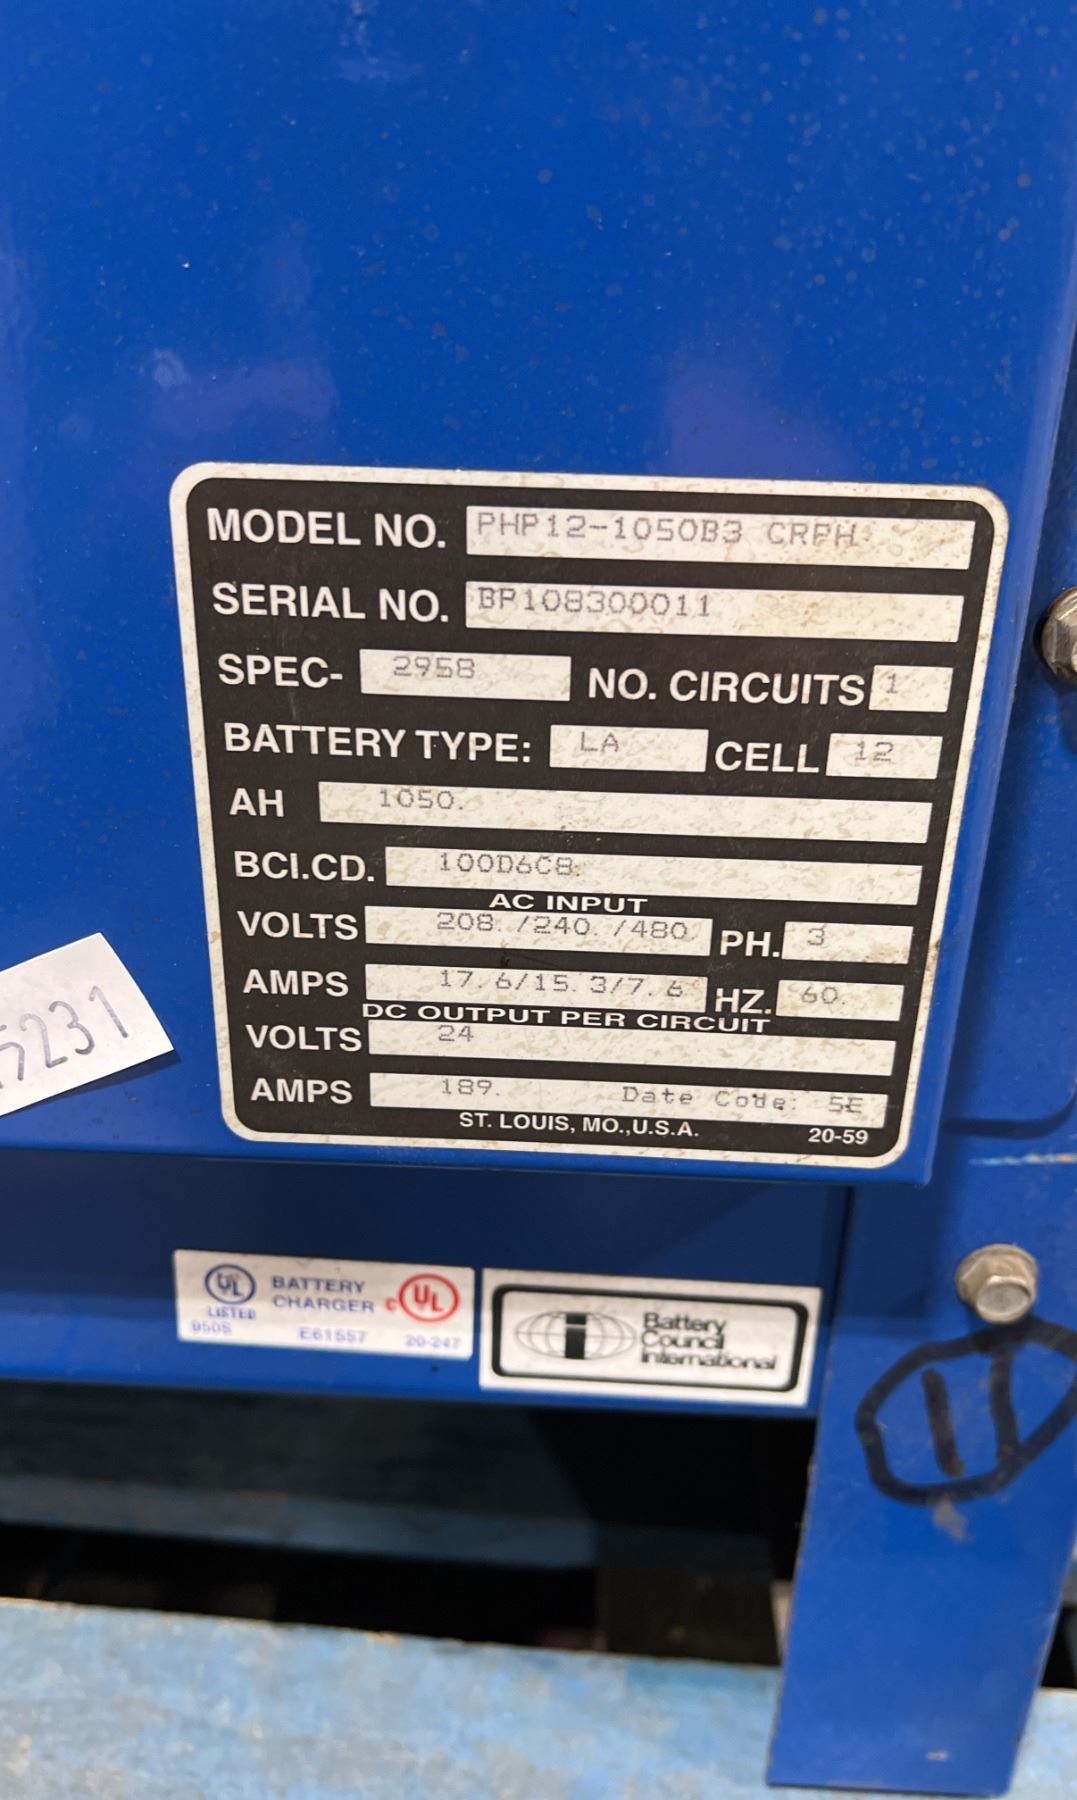 MODEL NO. PHP12-1050B3 CRPH
SERIAL NO. BP108300011
SPEC- 2958 NO. CIRCUITS 1
BATTERY TYPE: LA CELL 12
AH 1050.
BCI.CD. 100D6C8
AC INPUT
VOLTS 208. /240. /480 PH. 3
AMPS 17.6/15.3/7.6 HZ. 60.
DC OUTPUT PER CIRCUIT
VOLTS 24
AMPS 189. Date Code: 5E
ST. LOUIS, MO.,U.S.A. 20-59
5231
UL BATTERY
LISTED CHARGER c UL
950S E61557 20-247
Battery
Council
International
11